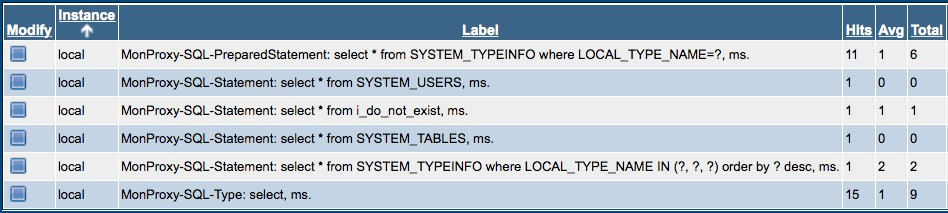 Modify Instance Label Hits Avg Total
local MonProxy-SQL-PreparedStatement: select * from SYSTEM_TYPEINFO where LOCAL_TYPE_NAME=?, ms. 11 1 6
local MonProxy-SQL-Statement: select * from SYSTEM_USERS, ms. 1 0 0
local MonProxy-SQL-Statement: select * from i_do_not_exist, ms. 1 1 1
local MonProxy-SQL-Statement: select * from SYSTEM_TABLES, ms. 1 0 0
local MonProxy-SQL-Statement: select * from SYSTEM_TYPEINFO where LOCAL_TYPE_NAME IN (?, ?, ?) order by ? desc, ms. 1 2 2
local MonProxy-SQL-Type: select, ms. 15 1 9